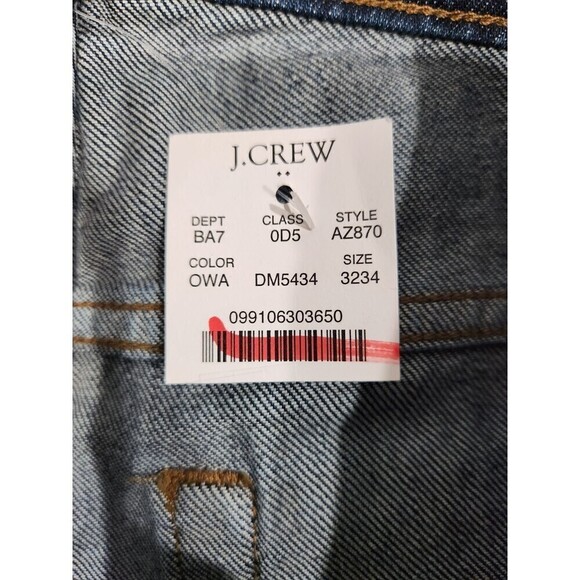 J.CREW
DEPT CLASS STYLE
BA7 0D5 AZ870
COLOR SIZE
OWA DM5434 3234
099106303650